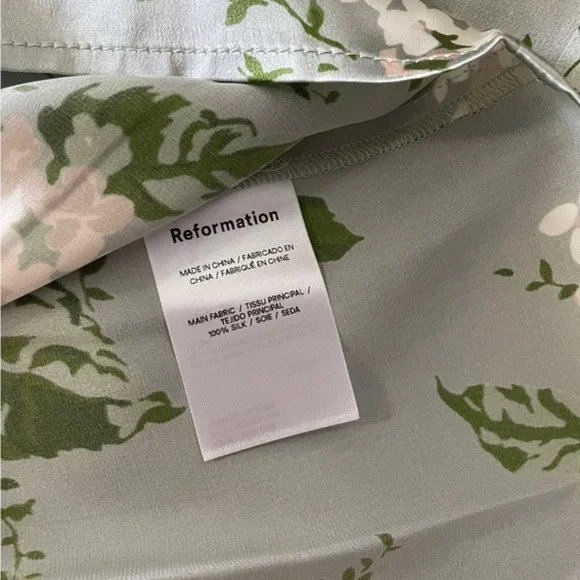 Reformation
MADE IN CHINA / FABRICADO EN
CHINA / FABRIQUÉ EN CHINE
MAIN FABRIC / TISSU PRINCIPAL /
TEJIDO PRINCIPAL
100% SILK / SOIE / SEDA